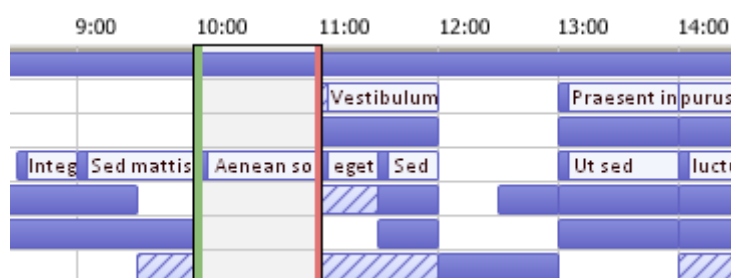 9:00 10:00 11:00 12:00 13:00 14:00
Vestibulum Praesent in purus
Integ Sed mattis Aenean so eget Sed Ut sed luctu